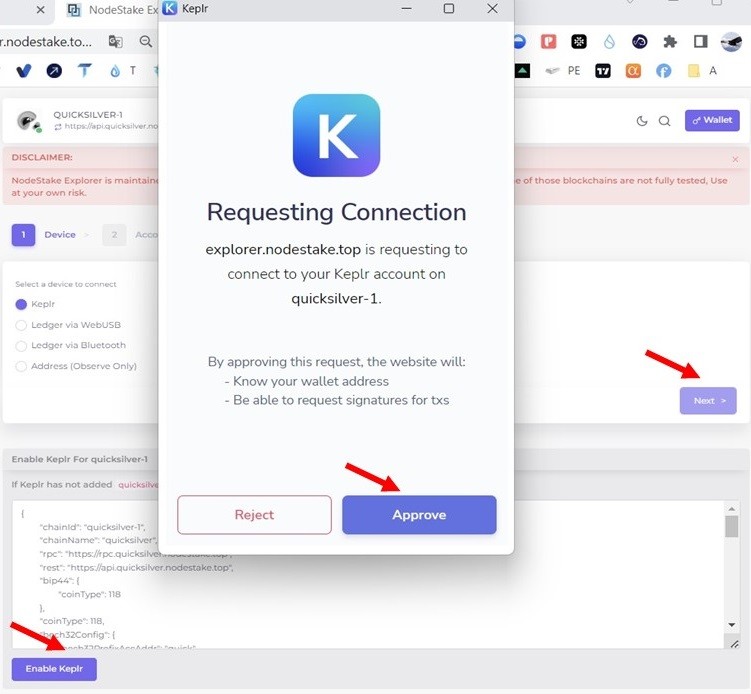 NodeStake Ex
Keplr
r.nodestake.to...
T
PE
A
QUICKSILVER-1
https://api.quicksilver.no
Wallet
DISCLAIMER:
NodeStake Explorer is maintaine
e of those blockchains are not fully tested, Use
at your own risk.
K
Requesting Connection
explorer.nodestake.top is requesting to
connect to your Keplr account on
quicksilver-1.
1 Device > 2 Acco
Select a device to connect
Keplr
Ledger via WebUSB
Ledger via Bluetooth
Address (Observe Only)
By approving this request, the website will:
- Know your wallet address
- Be able to request signatures for txs
Next >
Enable Keplr For quicksilver-1
If Keplr has not added quicksilve
Reject
Approve
{
"chainId": "quicksilver-1",
"chainName": "quicksilver",
"rpc": "https://rpc.quicksilver.nodestake.top",
"rest": "https://api.quicksilver.nodestake.top",
"bip44": {
"coinType": 118
},
"coinType": 118,
"bech32Config": {
"bech32PrefixAccAddr": "quick",
Enable Keplr